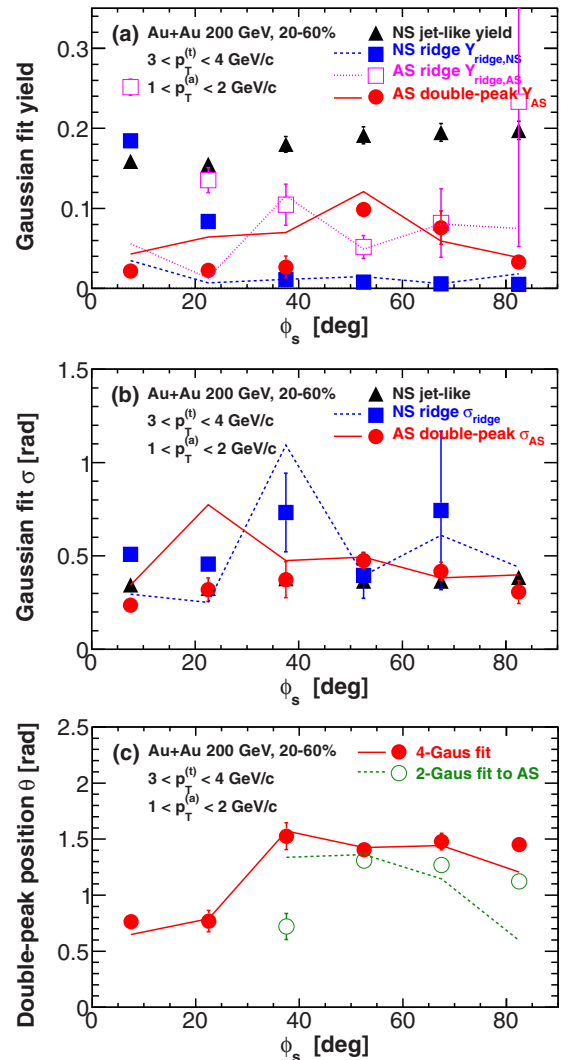 (a) Au+Au 200 GeV, 20-60%
3 < p_T^(t) < 4 GeV/c
1 < p_T^(a) < 2 GeV/c
NS jet-like yield
NS ridge Y_ridge,NS
AS ridge Y_ridge,AS
AS double-peak Y_AS
Gaussian fit yield
0.3
0.2
0.1
0
0 20 40 60 80
ϕ_s [deg]
(b) Au+Au 200 GeV, 20-60%
3 < p_T^(t) < 4 GeV/c
1 < p_T^(a) < 2 GeV/c
NS jet-like
NS ridge σ_ridge
AS double-peak σ_AS
Gaussian fit σ [rad]
1.5
1
0.5
0
0 20 40 60 80
ϕ_s [deg]
(c) Au+Au 200 GeV, 20-60%
3 < p_T^(t) < 4 GeV/c
1 < p_T^(a) < 2 GeV/c
4-Gaus fit
2-Gaus fit to AS
Double-peak position θ [rad]
2.5
2
1.5
1
0.5
0
0 20 40 60 80
ϕ_s [deg]